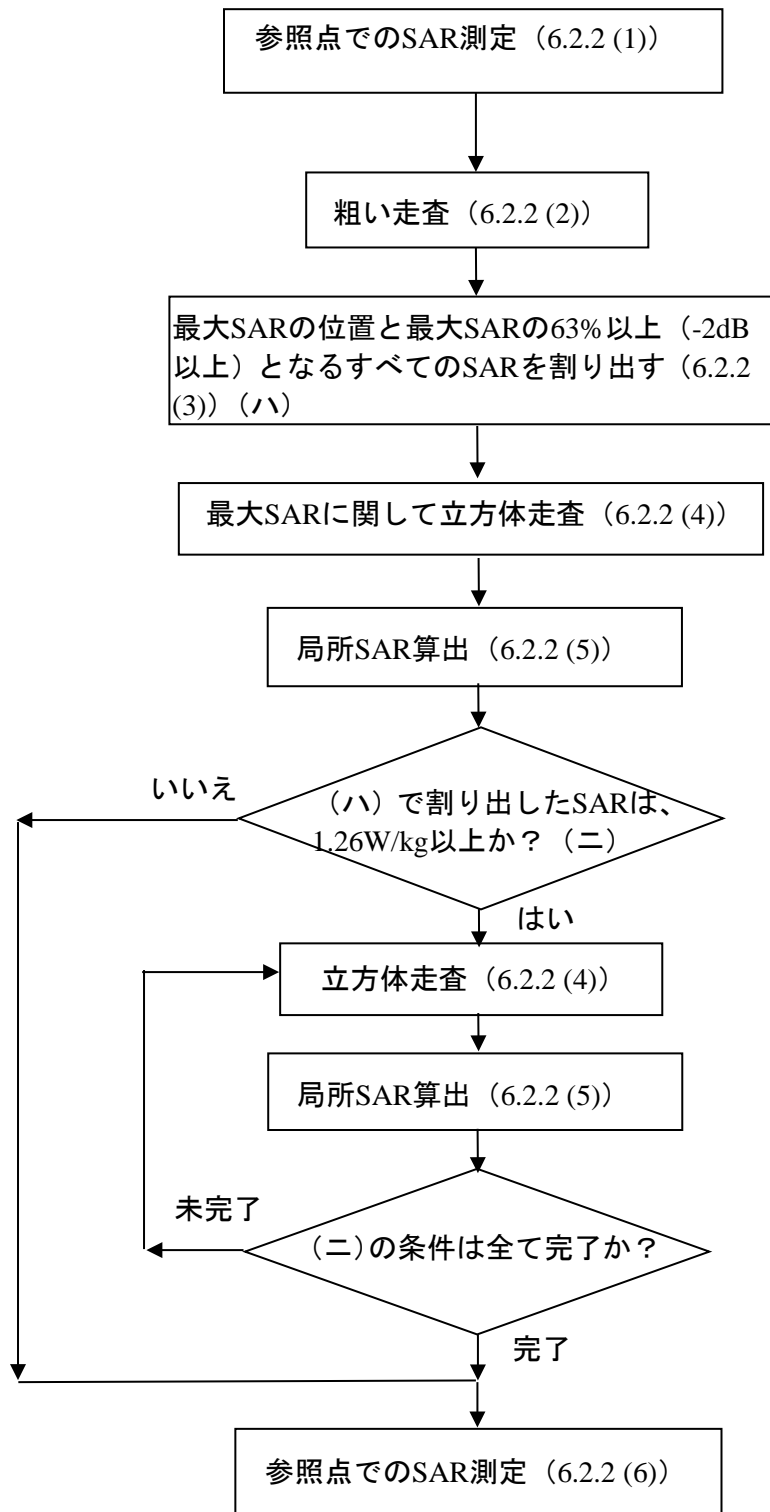 参照点でのSAR測定（6.2.2 (1)）
粗い走査（6.2.2 (2)）
最大SARの位置と最大SARの63%以上（-2dB
以上）となるすべてのSARを割り出す（6.2.2
(3)）（ハ）
最大SARに関して立方体走査（6.2.2 (4)）
局所SAR算出（6.2.2 (5)）
いいえ
（ハ）で割り出したSARは、
1.26W/kg以上か？（ニ）
はい
立方体走査（6.2.2 (4)）
局所SAR算出（6.2.2 (5)）
未完了
（ニ）の条件は全て完了か？
完了
参照点でのSAR測定（6.2.2 (6)）